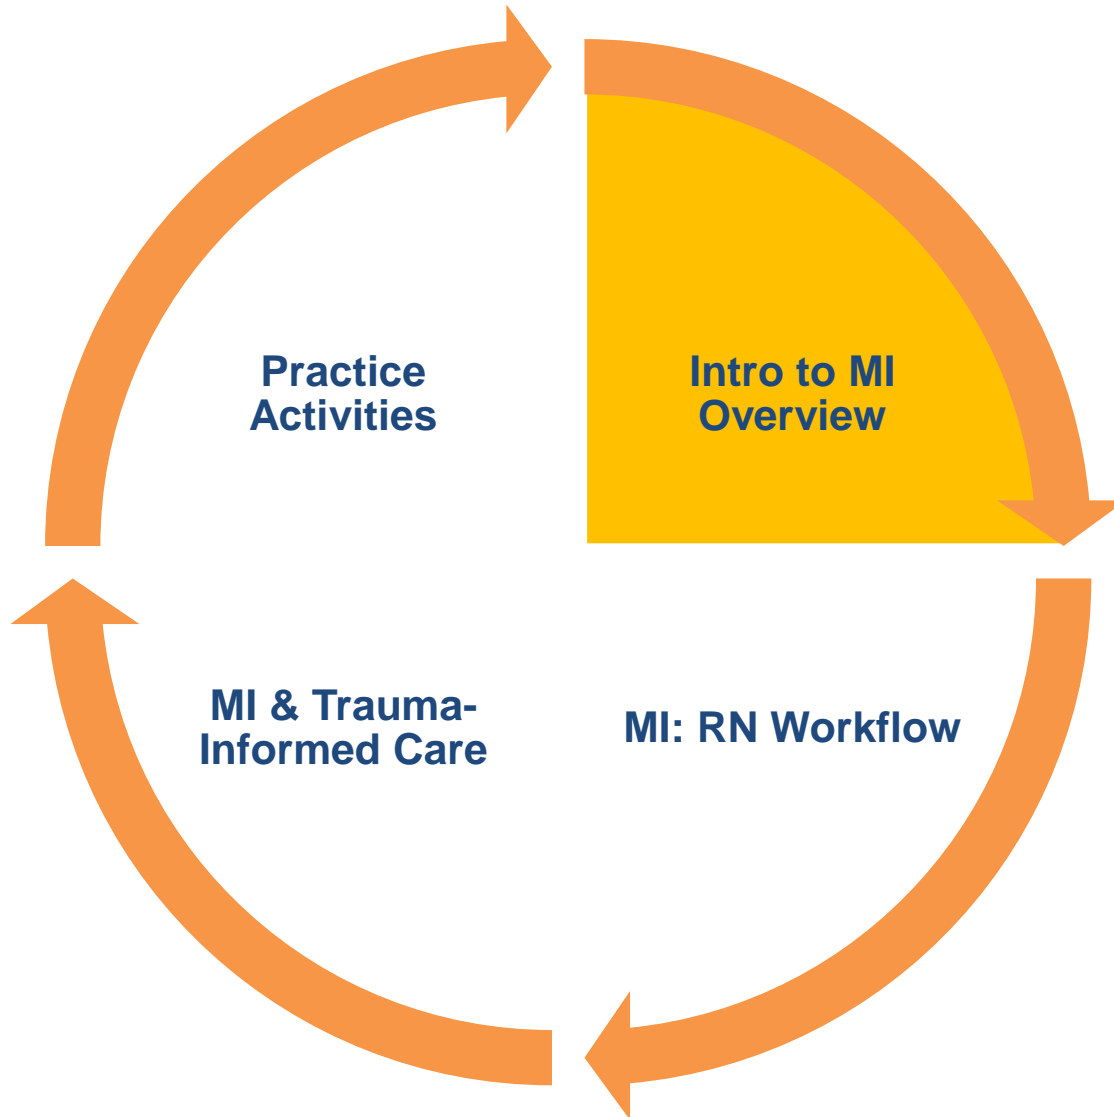 Practice
Activities
Intro to MI
Overview
MI & Trauma-
Informed Care
MI: RN Workflow